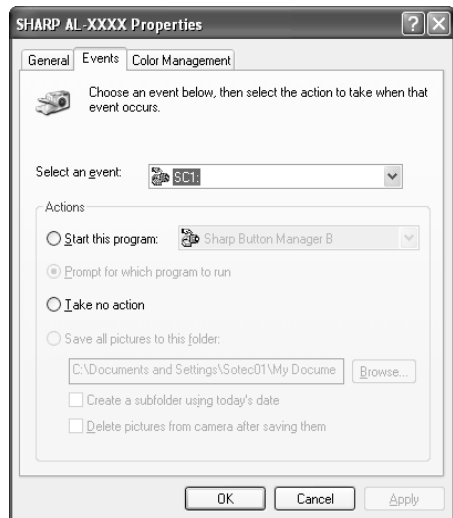 SHARP AL-XXXX Properties
General Events Color Management
Choose an event below, then select the action to take when that
event occurs.
Select an event: SC1:
Actions
Start this program: Sharp Button Manager B
Prompt for which program to run
Take no action
Save all pictures to this folder:
C:\Documents and Settings\Sotec01\My Docume Browse...
Create a subfolder using today's date
Delete pictures from camera after saving them
OK Cancel Apply